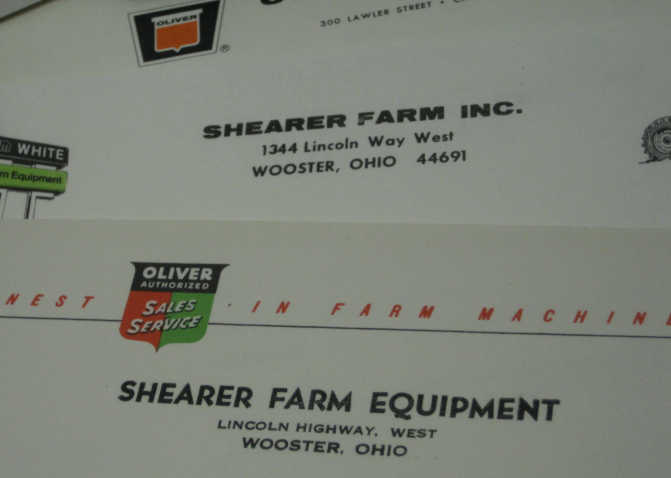 OLIVER
®
300 LAWLER STREET •
SHEARER FARM INC.
1344 Lincoln Way West
WOOSTER, OHIO 44691
WHITE
m Equipment
OLIVER
AUTHORIZED
SALES
SERVICE
NEST · IN FARM MACHINE
SHEARER FARM EQUIPMENT
LINCOLN HIGHWAY, WEST
WOOSTER, OHIO